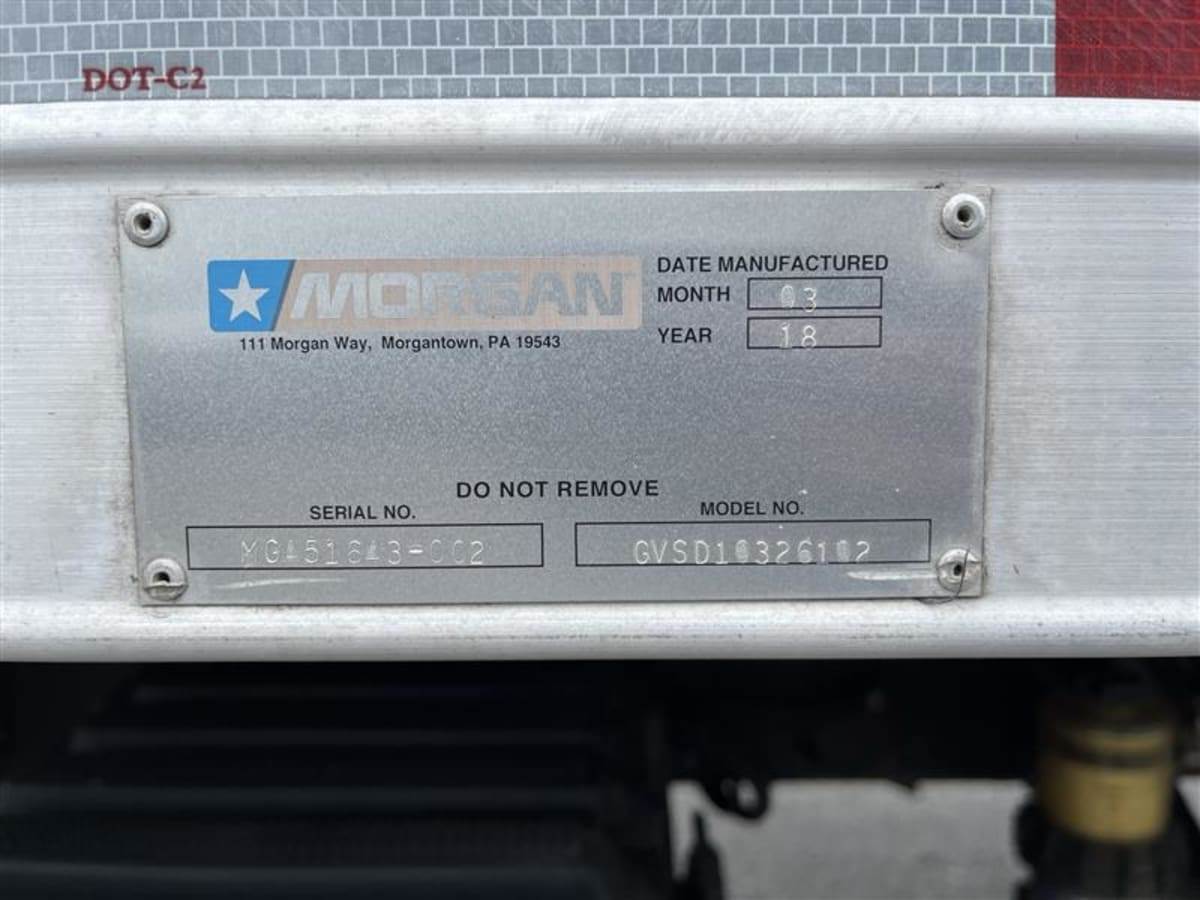 DOT-C2
MORGAN
111 Morgan Way, Morgantown, PA 19543
DATE MANUFACTURED
MONTH 03
YEAR 18
DO NOT REMOVE
SERIAL NO.
MODEL NO.
GVSD10326102